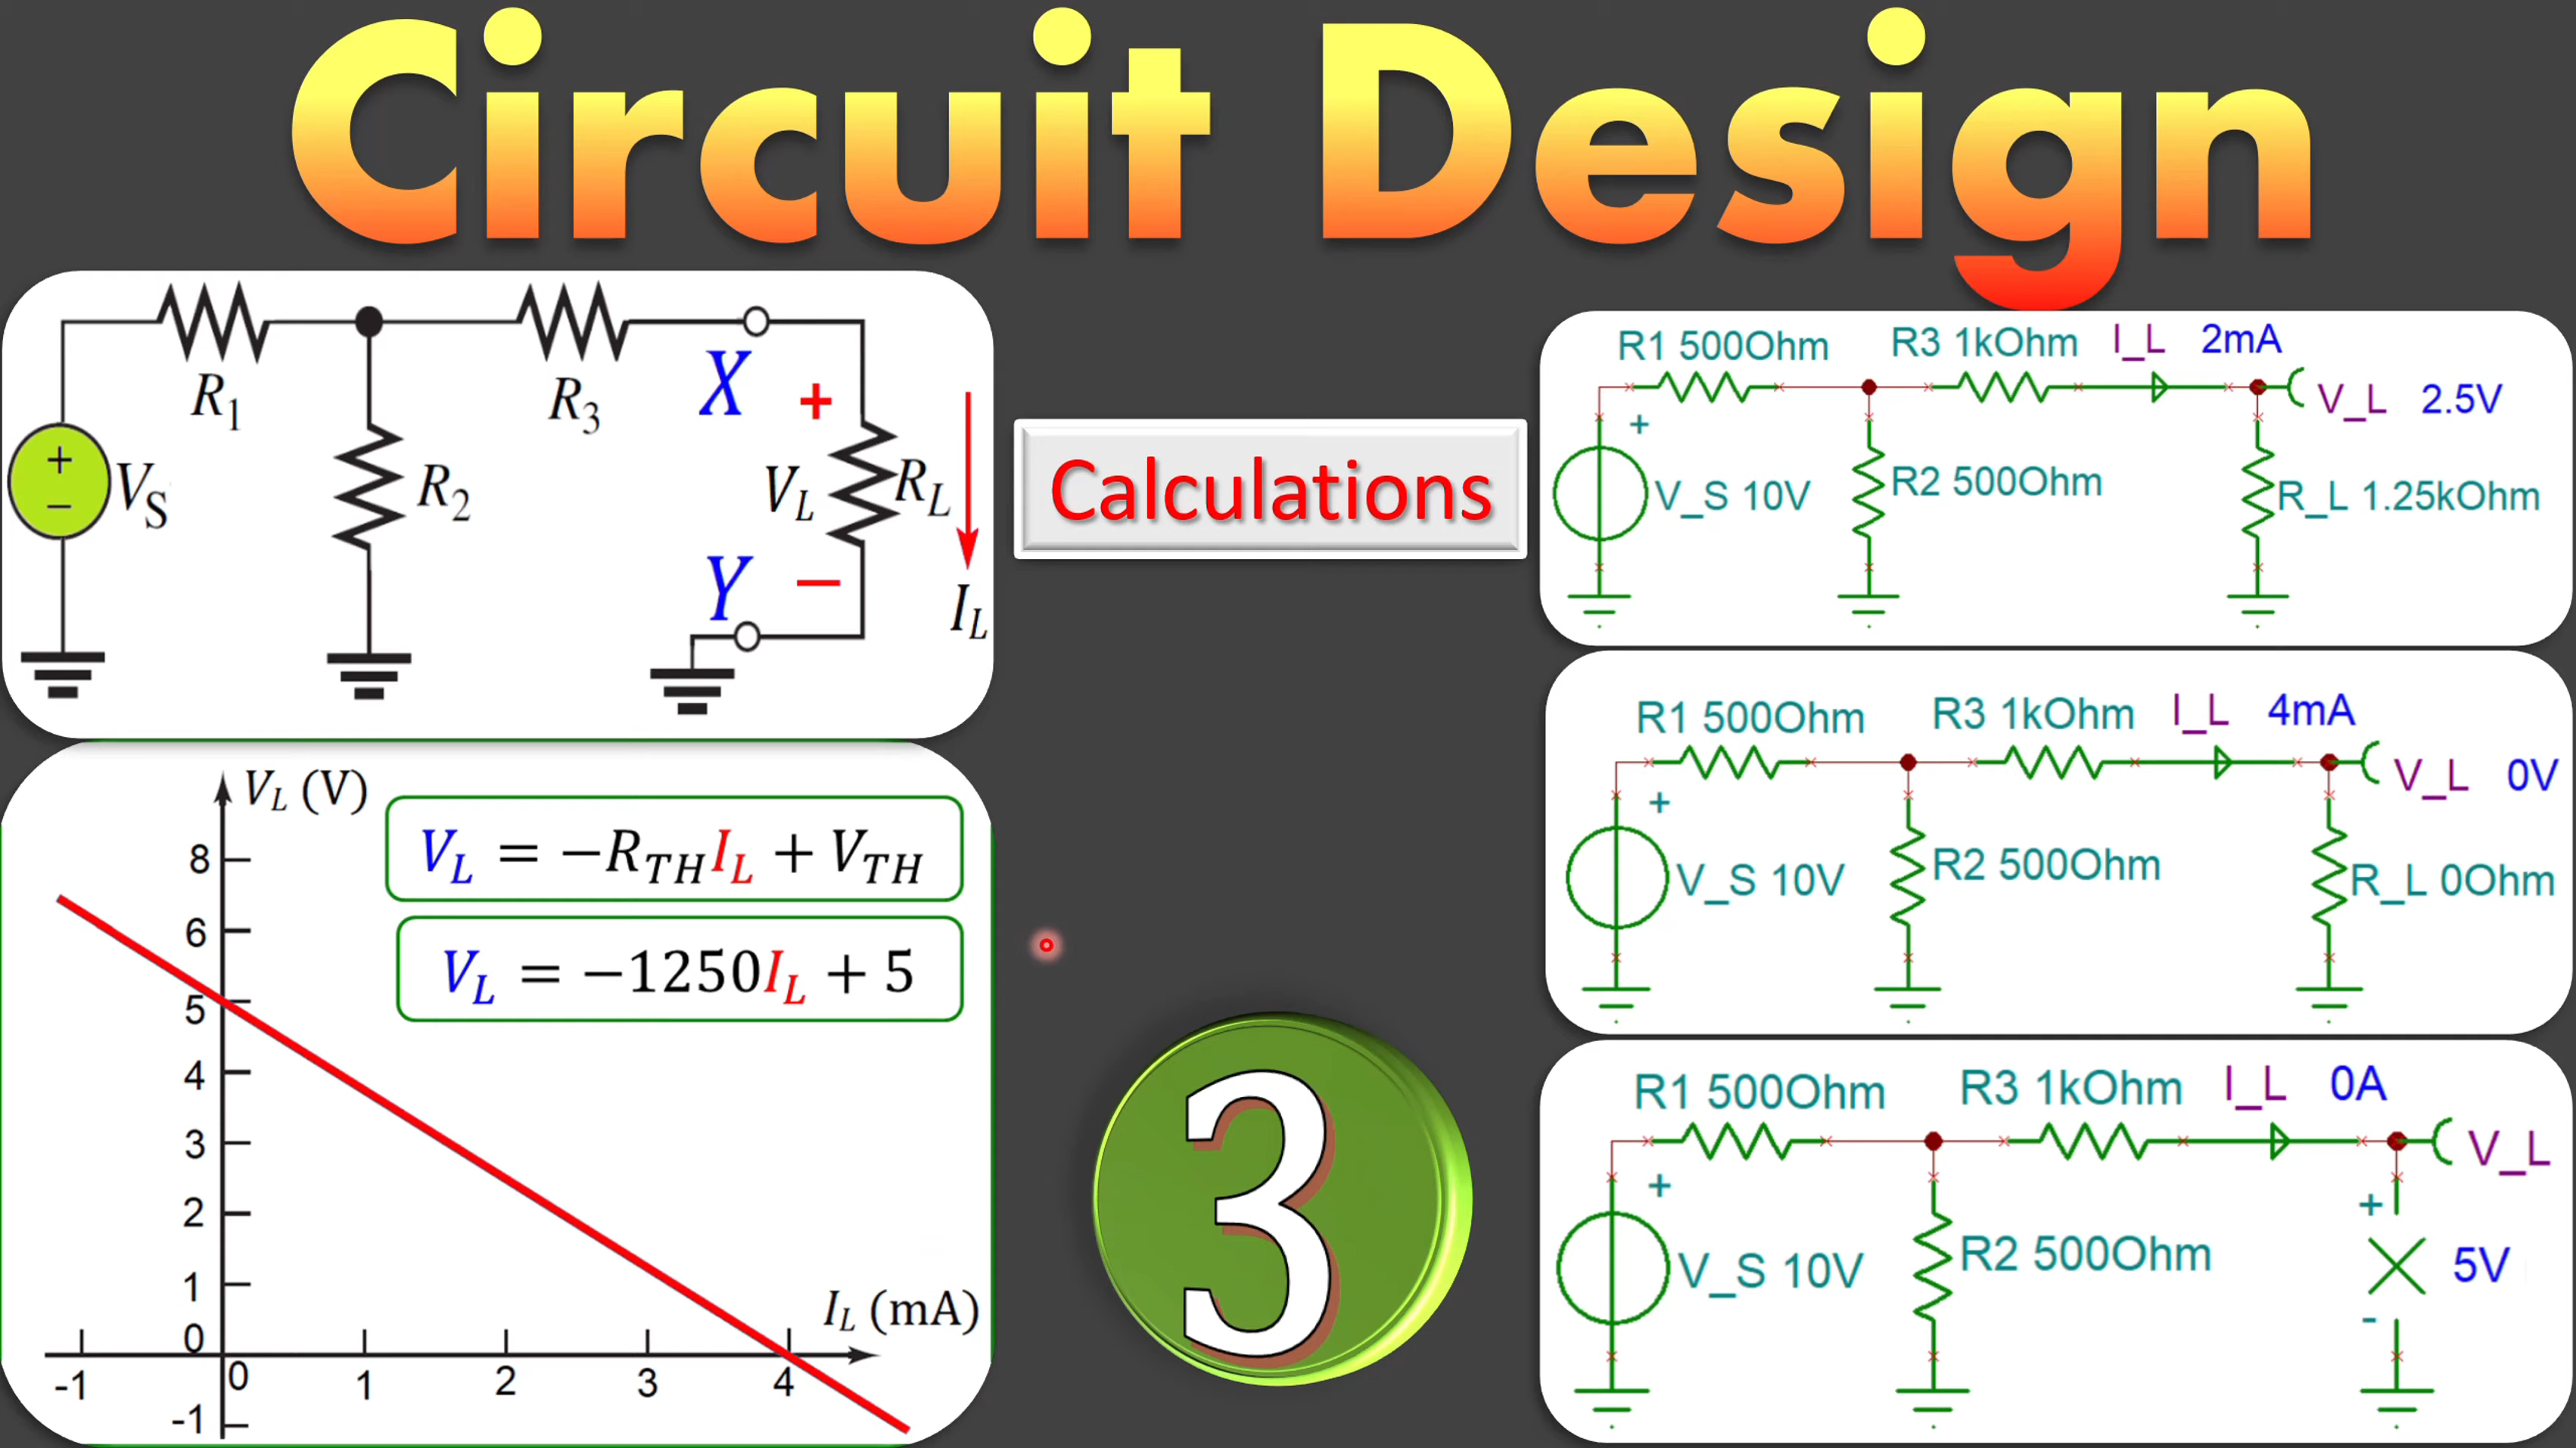 Circuit Design
R1
R3
X
+
VS
+
−
R2
VL
RL
Y
−
IL
Calculations
VL (V)
8
6
5
4
3
2
1
0
-1
VL = −RTHIL + VTH
VL = −1250IL + 5
IL (mA)
-1
0
1
2
3
4
3
R1 500Ohm
R3 1kOhm
I_L 2mA
V_L 2.5V
+
V_S 10V
R2 500Ohm
R_L 1.25kOhm
R1 500Ohm
R3 1kOhm
I_L 4mA
V_L 0V
+
V_S 10V
R2 500Ohm
R_L 0Ohm
R1 500Ohm
R3 1kOhm
I_L 0A
V_L
+
+
V_S 10V
R2 500Ohm
5V
-